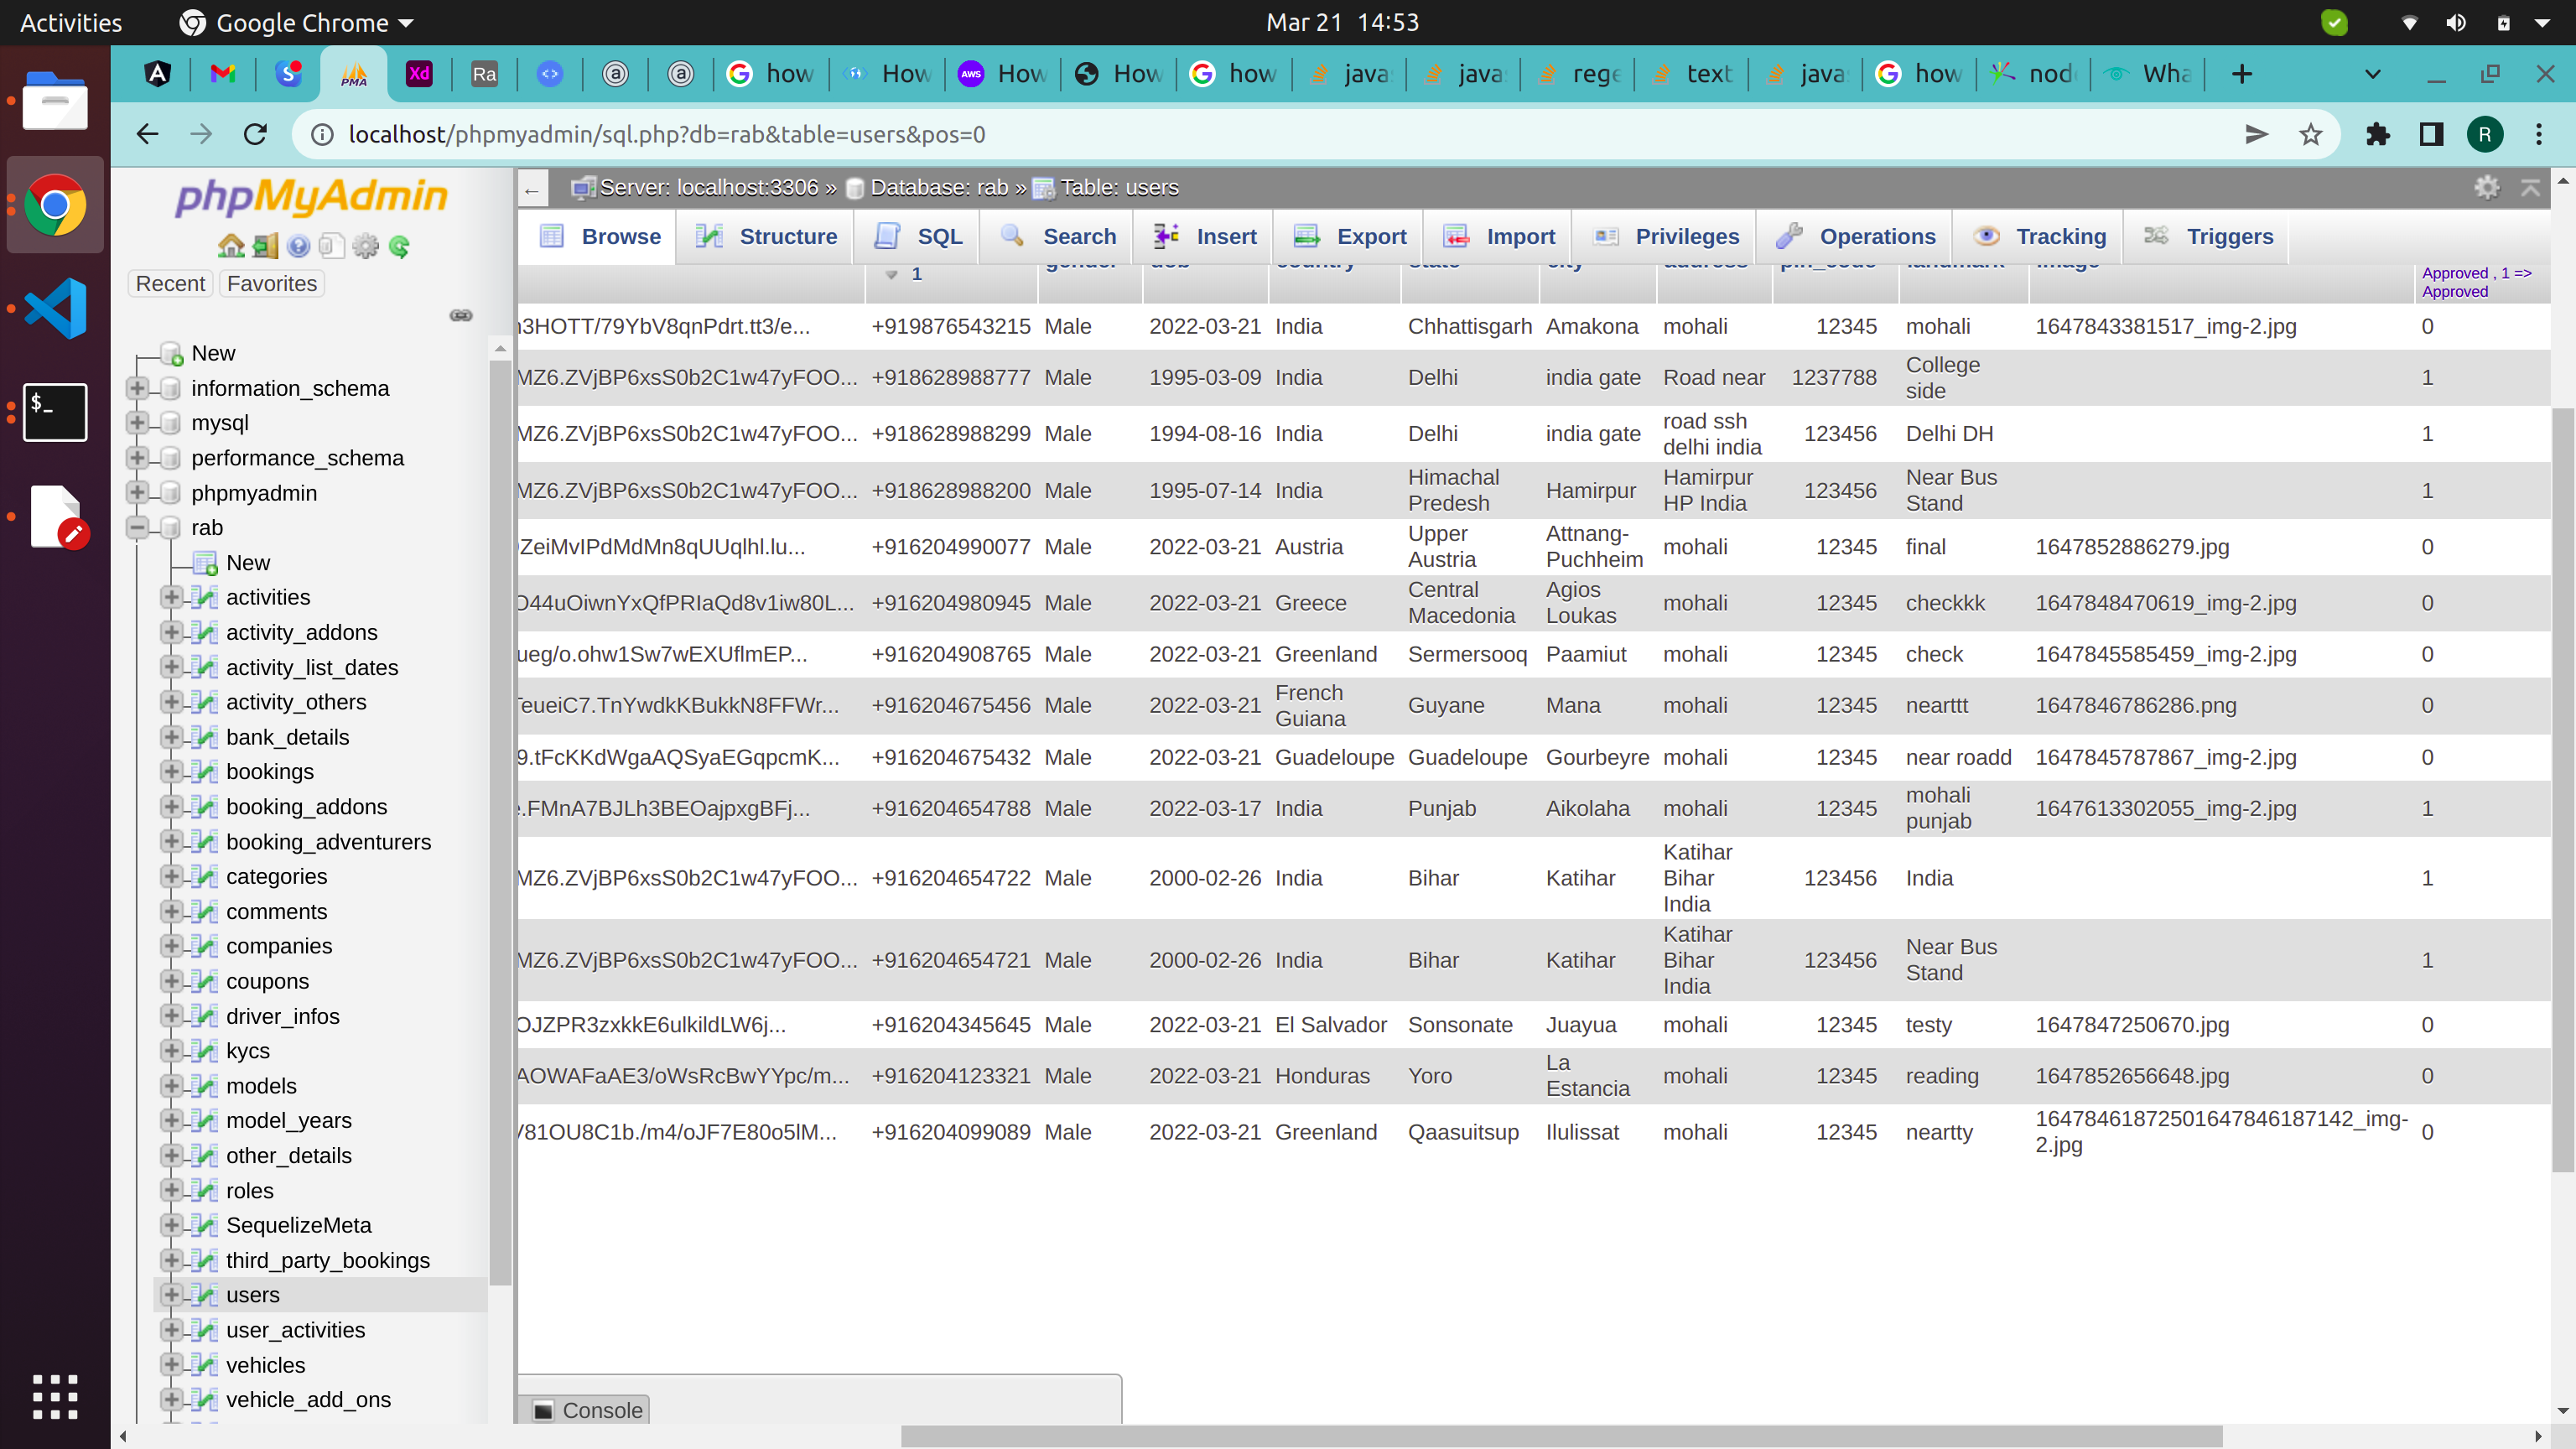 Activities Google Chrome Mar 21 14:53
how How How How how javas javas rege text javas how node Wha
localhost/phpmyadmin/sql.php?db=rab&table=users&pos=0 R
phpMyAdmin
Recent Favorites
New
information_schema
mysql
performance_schema
phpmyadmin
rab
New
activities
activity_addons
activity_list_dates
activity_others
bank_details
bookings
booking_addons
booking_adventurers
categories
comments
companies
coupons
driver_infos
kycs
models
model_years
other_details
roles
SequelizeMeta
third_party_bookings
users
user_activities
vehicles
vehicle_add_ons
← Server: localhost:3306 » Database: rab » Table: users
Browse Structure SQL Search Insert Export Import Privileges Operations Tracking Triggers
1 gender dob country state city address pin_code landmark image Approved , 1 =>
Approved
n3HOTT/79YbV8qnPdrt.tt3/e... +919876543215 Male 2022-03-21 India Chhattisgarh Amakona mohali 12345 mohali 1647843381517_img-2.jpg 0
MZ6.ZVjBP6xsS0b2C1w47yFOO... +918628988777 Male 1995-03-09 India Delhi india gate Road near 1237788 College side 1
MZ6.ZVjBP6xsS0b2C1w47yFOO... +918628988299 Male 1994-08-16 India Delhi india gate road ssh delhi india 123456 Delhi DH 1
MZ6.ZVjBP6xsS0b2C1w47yFOO... +918628988200 Male 1995-07-14 India Himachal Predesh Hamirpur Hamirpur HP India 123456 Near Bus Stand 1
ZeiMvIPdMdMn8qUUqlhl.lu... +916204990077 Male 2022-03-21 Austria Upper Austria Attnang-Puchheim mohali 12345 final 1647852886279.jpg 0
O44uOiwnYxQfPRIaQd8v1iw80L... +916204980945 Male 2022-03-21 Greece Central Macedonia Agios Loukas mohali 12345 checkkk 1647848470619_img-2.jpg 0
ueg/o.ohw1Sw7wEXUflmEP... +916204908765 Male 2022-03-21 Greenland Sermersooq Paamiut mohali 12345 check 1647845585459_img-2.jpg 0
TeueiC7.TnYwdkKBukkN8FFWr... +916204675456 Male 2022-03-21 French Guiana Guyane Mana mohali 12345 nearttt 1647846786286.png 0
9.tFcKKdWgaAQSyaEGqpcmK... +916204675432 Male 2022-03-21 Guadeloupe Guadeloupe Gourbeyre mohali 12345 near roadd 1647845787867_img-2.jpg 0
e.FMnA7BJLh3BEOajpxgBFj... +916204654788 Male 2022-03-17 India Punjab Aikolaha mohali 12345 mohali punjab 1647613302055_img-2.jpg 1
MZ6.ZVjBP6xsS0b2C1w47yFOO... +916204654722 Male 2000-02-26 India Bihar Katihar Katihar Bihar India 123456 India 1
MZ6.ZVjBP6xsS0b2C1w47yFOO... +916204654721 Male 2000-02-26 India Bihar Katihar Katihar Bihar India 123456 Near Bus Stand 1
OJZPR3zxkkE6ulkildLW6j... +916204345645 Male 2022-03-21 El Salvador Sonsonate Juayua mohali 12345 testy 1647847250670.jpg 0
AOWAFaAE3/oWsRcBwYYpc/m... +916204123321 Male 2022-03-21 Honduras Yoro La Estancia mohali 12345 reading 1647852656648.jpg 0
V81OU8C1b./m4/oJF7E80o5lM... +916204099089 Male 2022-03-21 Greenland Qaasuitsup Ilulissat mohali 12345 neartty 16478461872501647846187142_img-2.jpg 0
Console